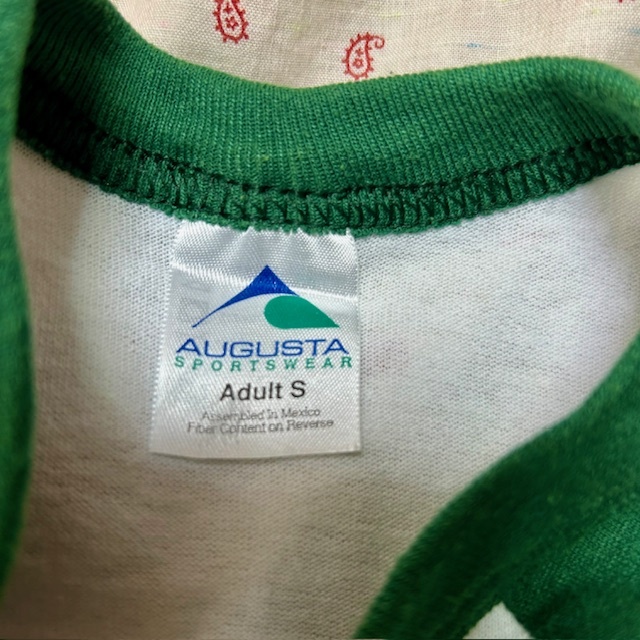 AUGUSTA
SPORTSWEAR
Adult S
Assembled In Mexico
Fiber Content on Reverse